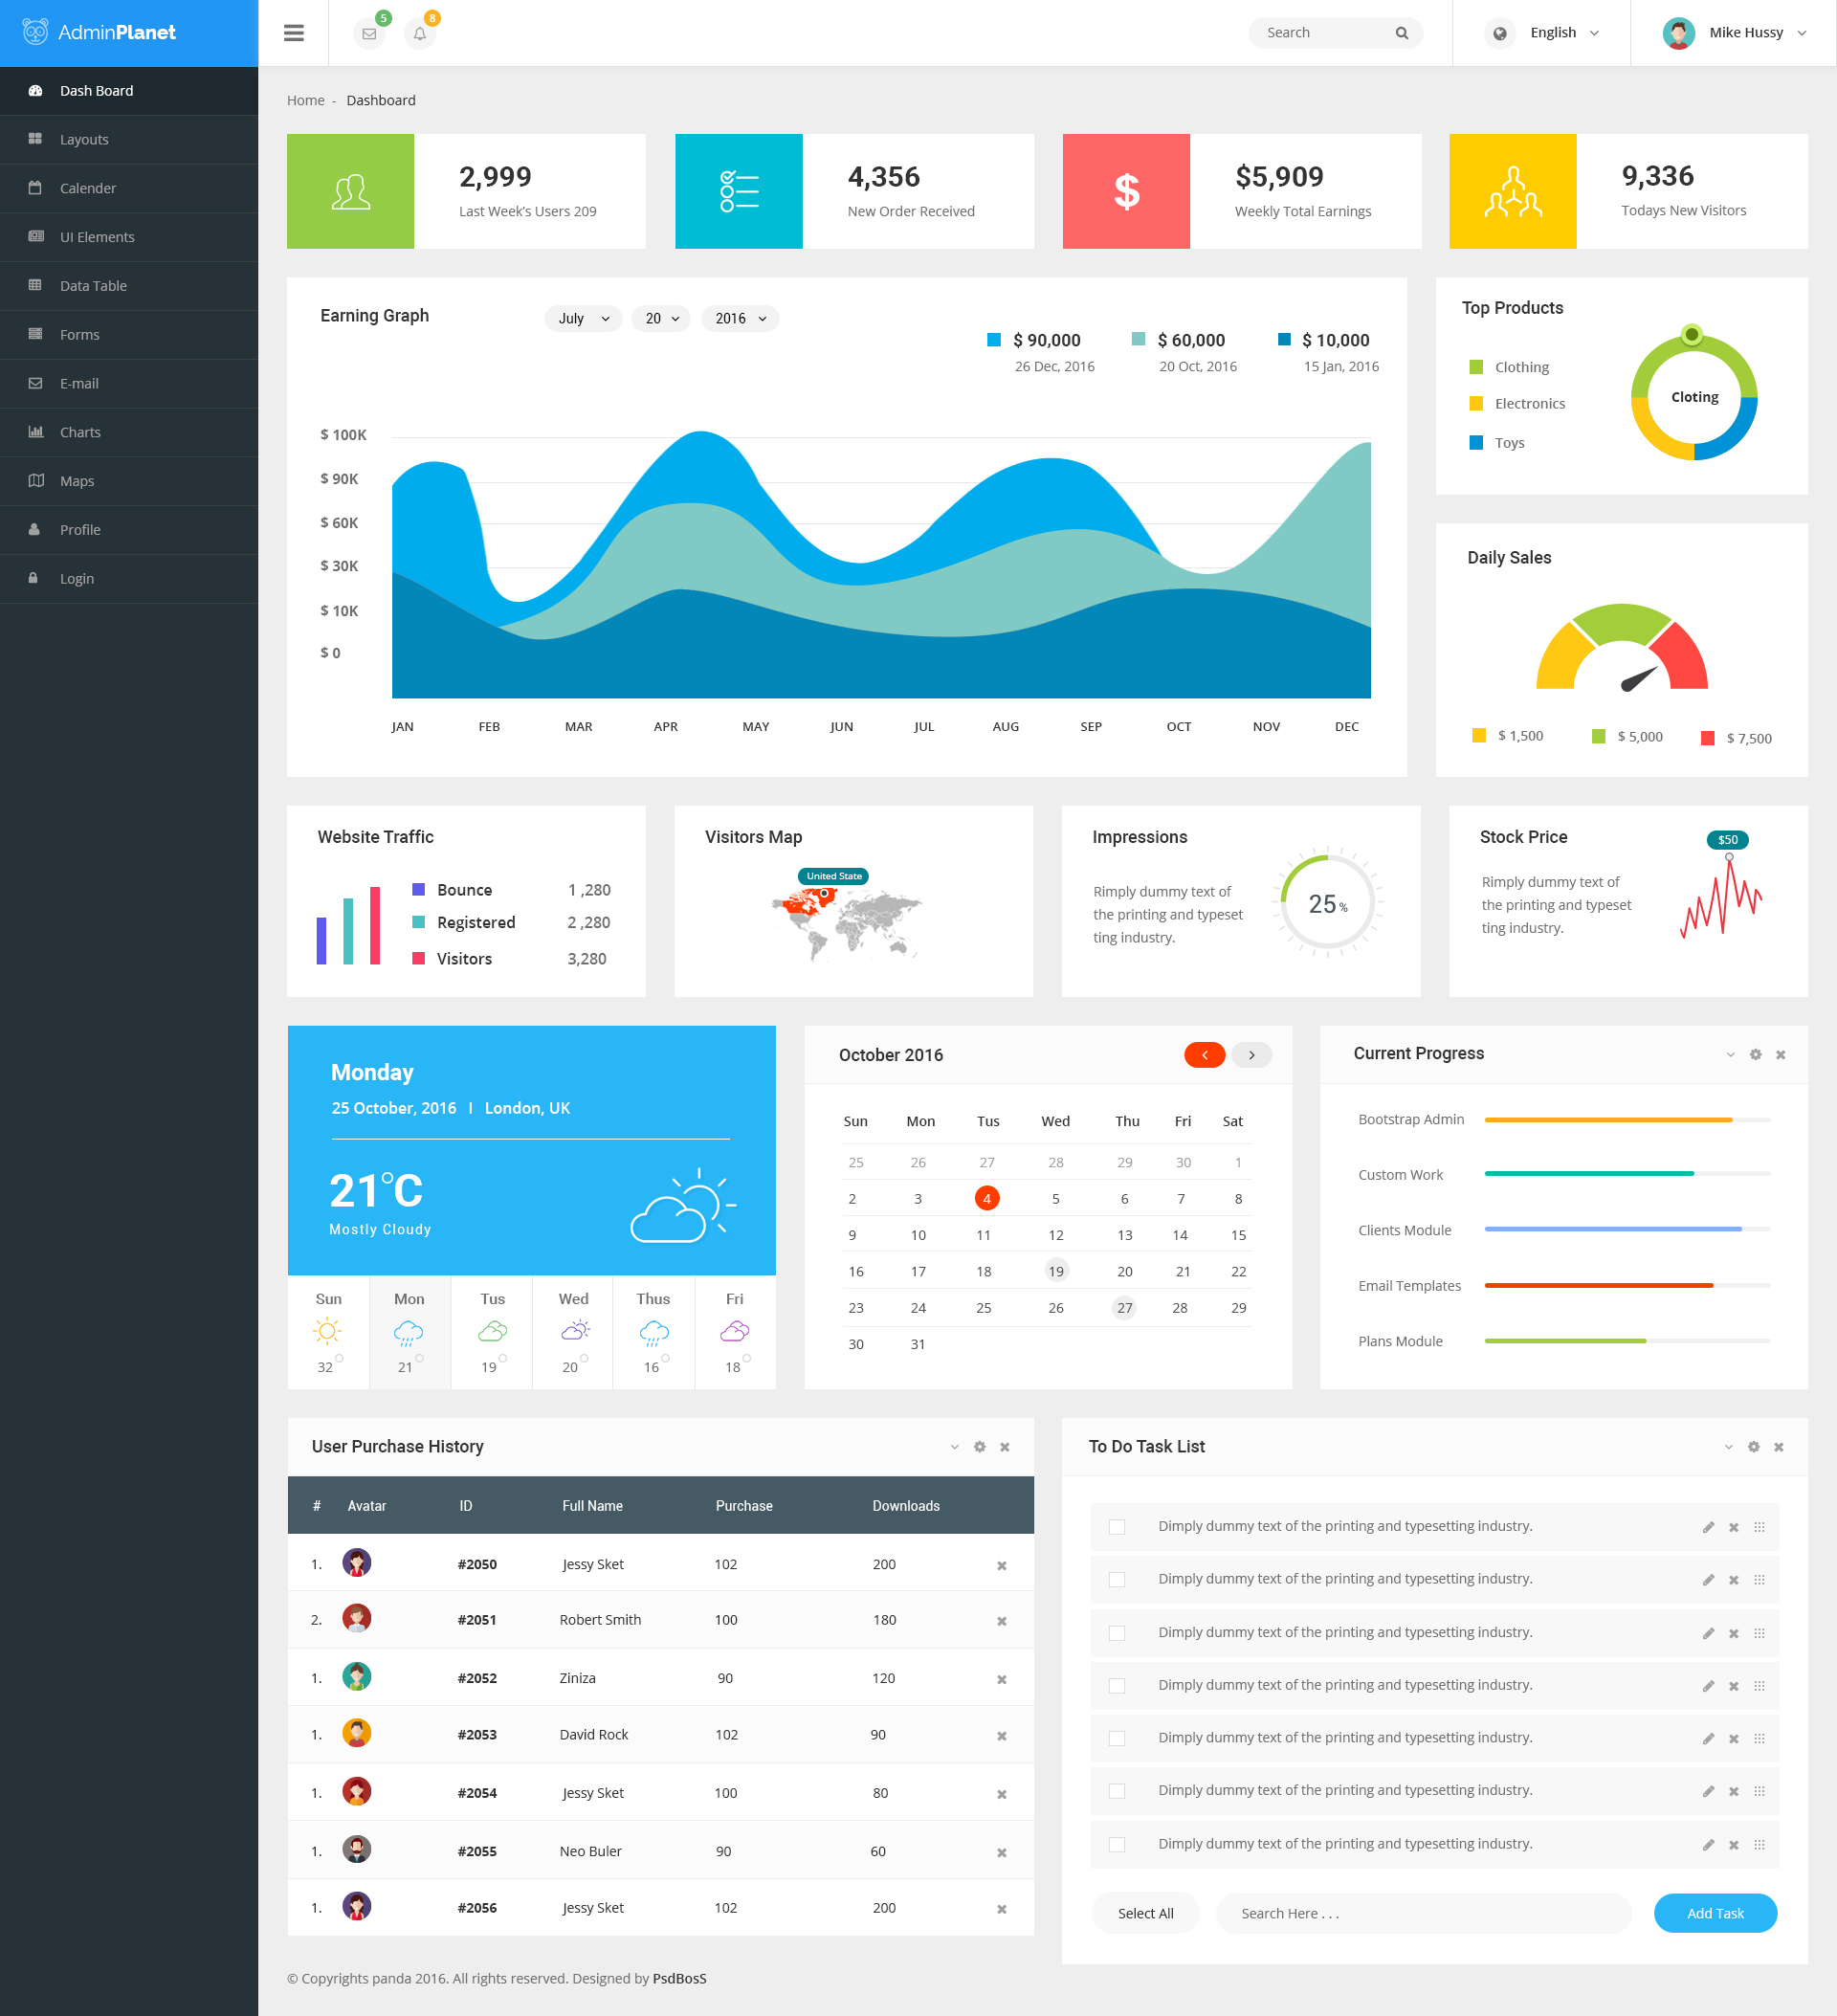 AdminPlanet
5
8
Search
English
Mike Hussy
Dash Board
Layouts
Calender
UI Elements
Data Table
Forms
E-mail
Charts
Maps
Profile
Login
Home - Dashboard
2,999
Last Week's Users 209
4,356
New Order Received
$
$5,909
Weekly Total Earnings
9,336
Todays New Visitors
Earning Graph
July 20 2016
$ 90,000
26 Dec, 2016
$ 60,000
20 Oct, 2016
$ 10,000
15 Jan, 2016
$ 100K
$ 90K
$ 60K
$ 30K
$ 10K
$ 0
JAN FEB MAR APR MAY JUN JUL AUG SEP OCT NOV DEC
Top Products
Clothing
Electronics
Toys
Cloting
Daily Sales
$ 1,500 $ 5,000 $ 7,500
Website Traffic
Bounce 1 ,280
Registered 2 ,280
Visitors 3,280
Visitors Map
United State
Impressions
Rimply dummy text of
the printing and typeset
ting industry.
25 %
Stock Price
Rimply dummy text of
the printing and typeset
ting industry.
$50
Monday
25 October, 2016 I London, UK
21°C
Mostly Cloudy
Sun Mon Tus Wed Thus Fri
32° 21° 19° 20° 16° 18°
October 2016
Sun Mon Tus Wed Thu Fri Sat
25 26 27 28 29 30 1
2 3 4 5 6 7 8
9 10 11 12 13 14 15
16 17 18 19 20 21 22
23 24 25 26 27 28 29
30 31
Current Progress
Bootstrap Admin
Custom Work
Clients Module
Email Templates
Plans Module
User Purchase History
# Avatar ID Full Name Purchase Downloads
1. #2050 Jessy Sket 102 200
2. #2051 Robert Smith 100 180
1. #2052 Ziniza 90 120
1. #2053 David Rock 102 90
1. #2054 Jessy Sket 100 80
1. #2055 Neo Buler 90 60
1. #2056 Jessy Sket 102 200
To Do Task List
Dimply dummy text of the printing and typesetting industry.
Dimply dummy text of the printing and typesetting industry.
Dimply dummy text of the printing and typesetting industry.
Dimply dummy text of the printing and typesetting industry.
Dimply dummy text of the printing and typesetting industry.
Dimply dummy text of the printing and typesetting industry.
Dimply dummy text of the printing and typesetting industry.
Select All
Search Here . . .
Add Task
© Copyrights panda 2016. All rights reserved. Designed by PsdBosS